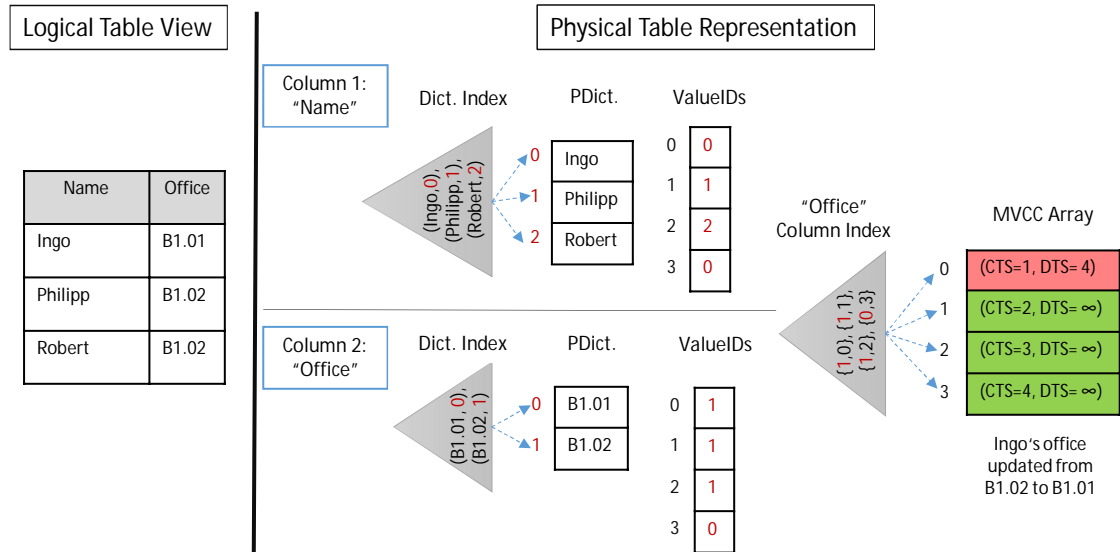 Logical Table View
Physical Table Representation
Name Office
Ingo B1.01
Philipp B1.02
Robert B1.02
Column 1:
"Name"
Dict. Index
PDict.
ValueIDs
(Ingo,0),
(Philipp,1),
(Robert,2)
0 Ingo
1 Philipp
2 Robert
0 0
1 1
2 2
3 0
Column 2:
"Office"
Dict. Index
PDict.
ValueIDs
(B1.01, 0),
(B1.02, 1)
0 B1.01
1 B1.02
0 1
1 1
2 1
3 0
"Office"
Column Index
{1,0}, {1,1},
{1,2}, {0,3}
MVCC Array
0 (CTS=1, DTS= 4)
1 (CTS=2, DTS= ∞)
2 (CTS=3, DTS= ∞)
3 (CTS=4, DTS= ∞)
Ingo‘s office
updated from
B1.02 to B1.01